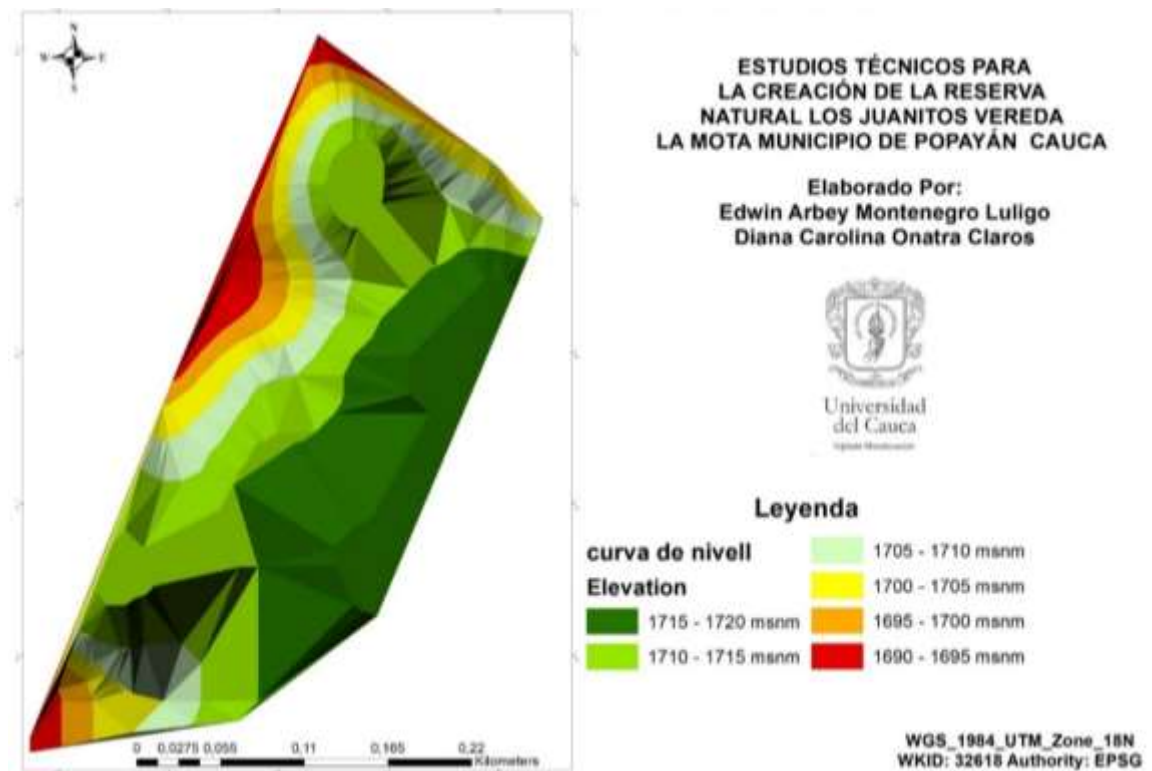 N
E
S
ESTUDIOS TÉCNICOS PARA
LA CREACIÓN DE LA RESERVA
NATURAL LOS JUANITOS VEREDA
LA MOTA MUNICIPIO DE POPAYÁN CAUCA
Elaborado Por:
Edwin Arbey Montenegro Luligo
Diana Carolina Onatra Claros
Universidad
del Cauca
Leyenda
curva de nivell
Elevation
1715 - 1720 msnm
1710 - 1715 msnm
1705 - 1710 msnm
1700 - 1705 msnm
1695 - 1700 msnm
1690 - 1695 msnm
0 0,0275 0,055 0,11 0,165 0,22
Kilometers
WGS_1984_UTM_Zone_18N
WKID: 32618 Authority: EPSG